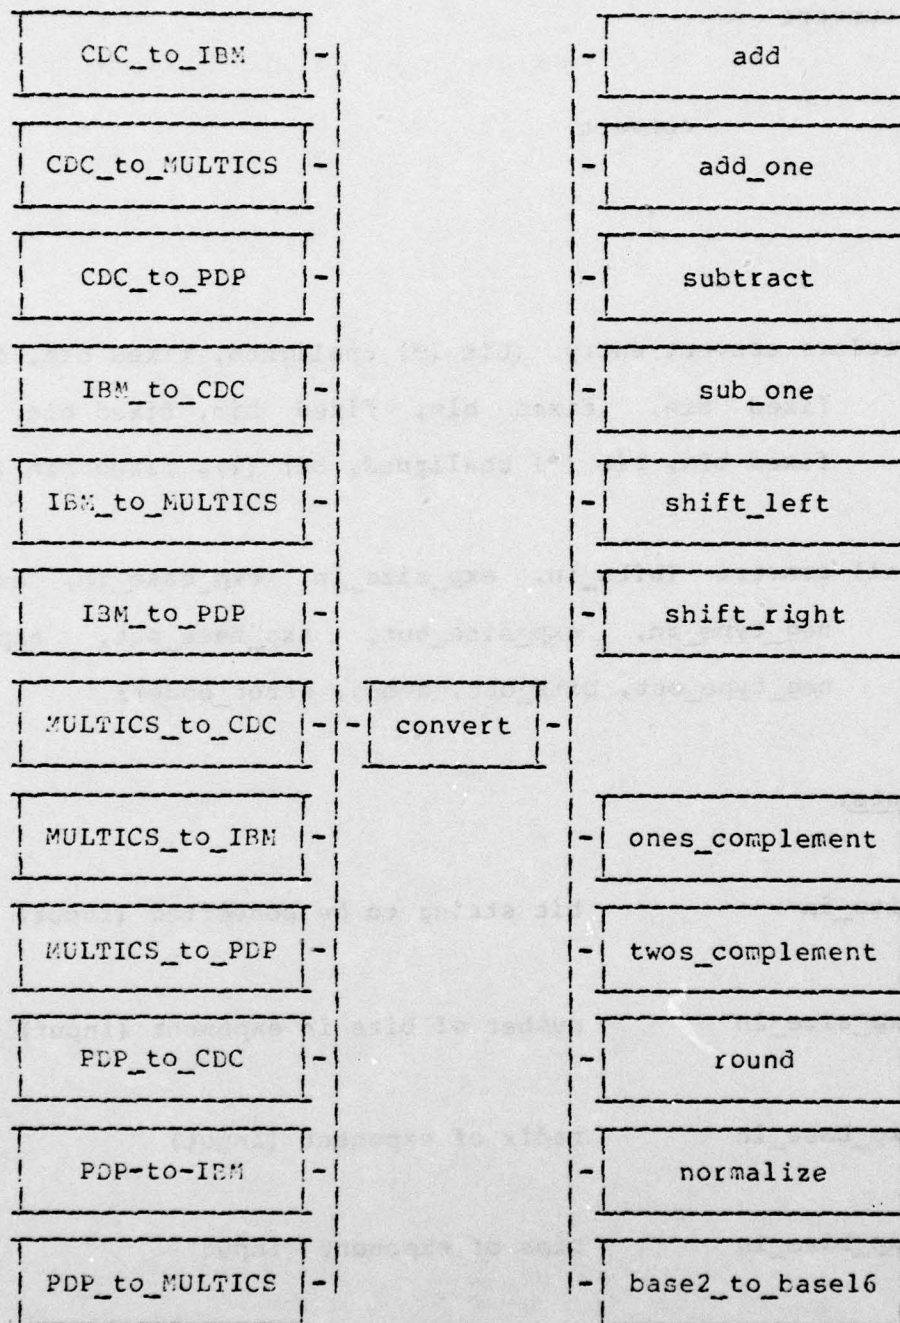 CDC_to_IBM
add
CDC_to_MULTICS
add_one
CDC_to_PDP
subtract
IBM_to_CDC
sub_one
IBM_to_MULTICS
shift_left
IBM_to_PDP
shift_right
MULTICS_to_CDC
convert
MULTICS_to_IBM
ones_complement
MULTICS_to_PDP
twos_complement
PDP_to_CDC
round
PDP-to-IBM
normalize
PDP_to_MULTICS
base2_to_base16